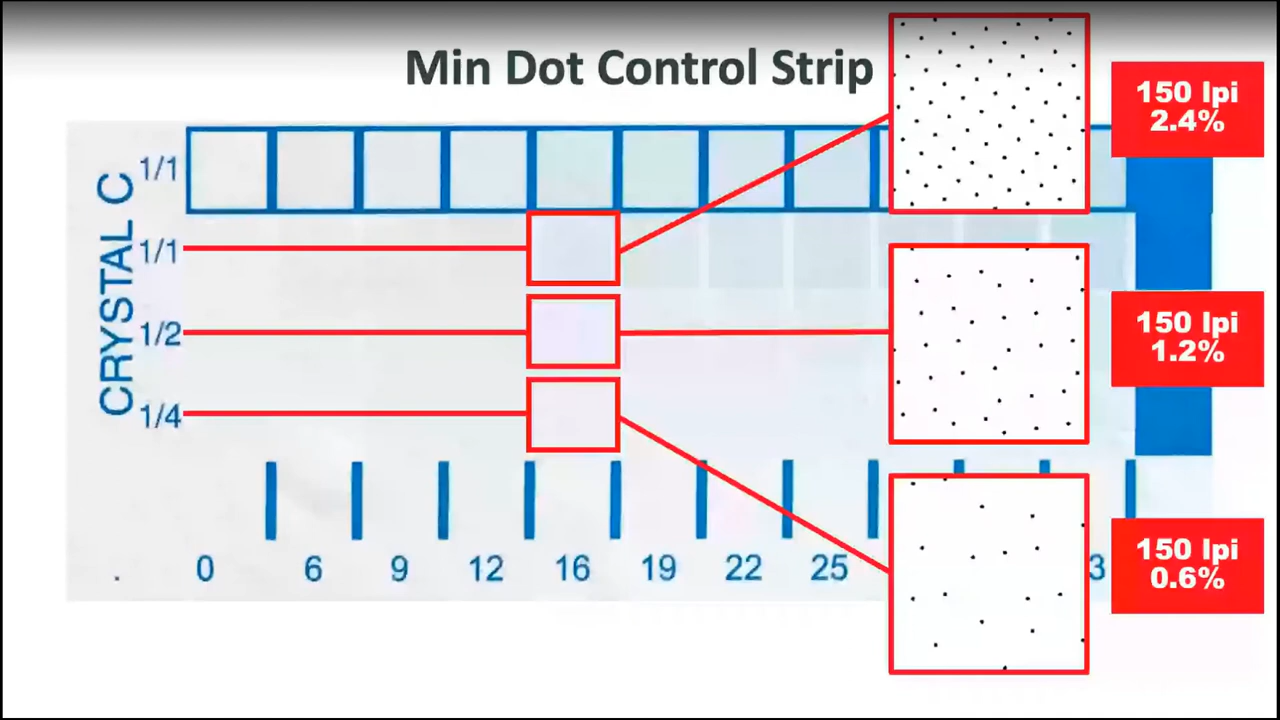 Min Dot Control Strip
150 lpi
2.4%
CRYSTAL C
1/1
1/1
1/2
1/4
150 lpi
1.2%
150 lpi
0.6%
. 0 6 9 12 16 19 22 25 3